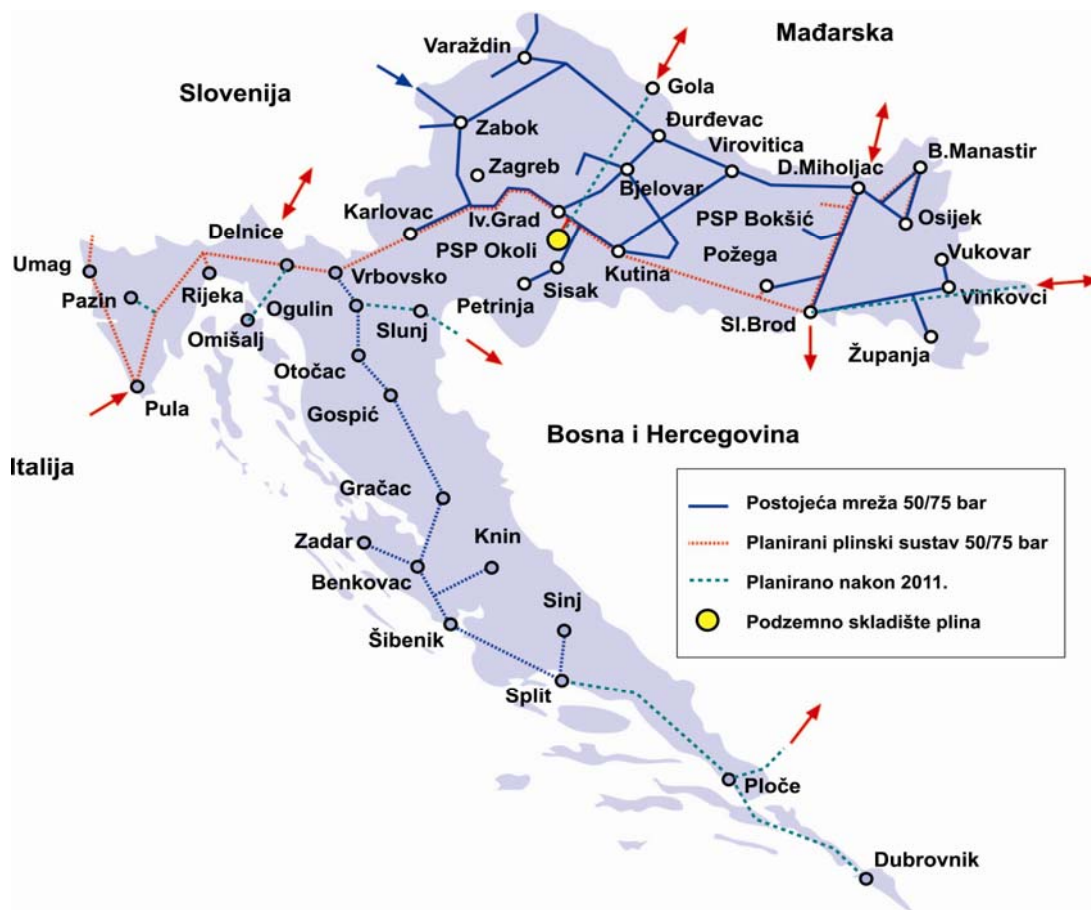 Varaždin
Mađarska
Slovenija
Gola
Đurđevac
Zabok
Virovitica
B.Manastir
Zagreb
D.Miholjac
Bjelovar
Karlovac
Iv.Grad
PSP Bokšić
Osijek
Delnice
PSP Okoli
Požega
Vukovar
Umag
Vrbovsko
Kutina
Pazin
Rijeka
Sisak
Vinkovci
Ogulin
Petrinja
Slunj
Sl.Brod
Omišalj
Županja
Otočac
Pula
Gospić
Bosna i Hercegovina
Italija
Gračac
Postojeća mreža 50/75 bar
Zadar
Knin
Planirani plinski sustav 50/75 bar
Benkovac
Planirano nakon 2011.
Sinj
Podzemno skladište plina
Šibenik
Split
Ploče
Dubrovnik